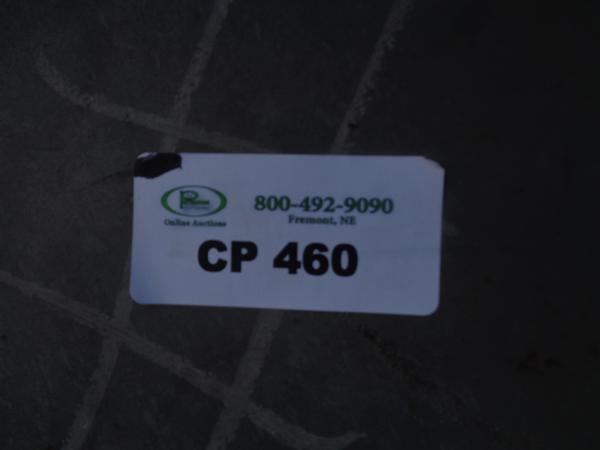 800-492-9090
Fremont, NE
Online Auctions
CP 460